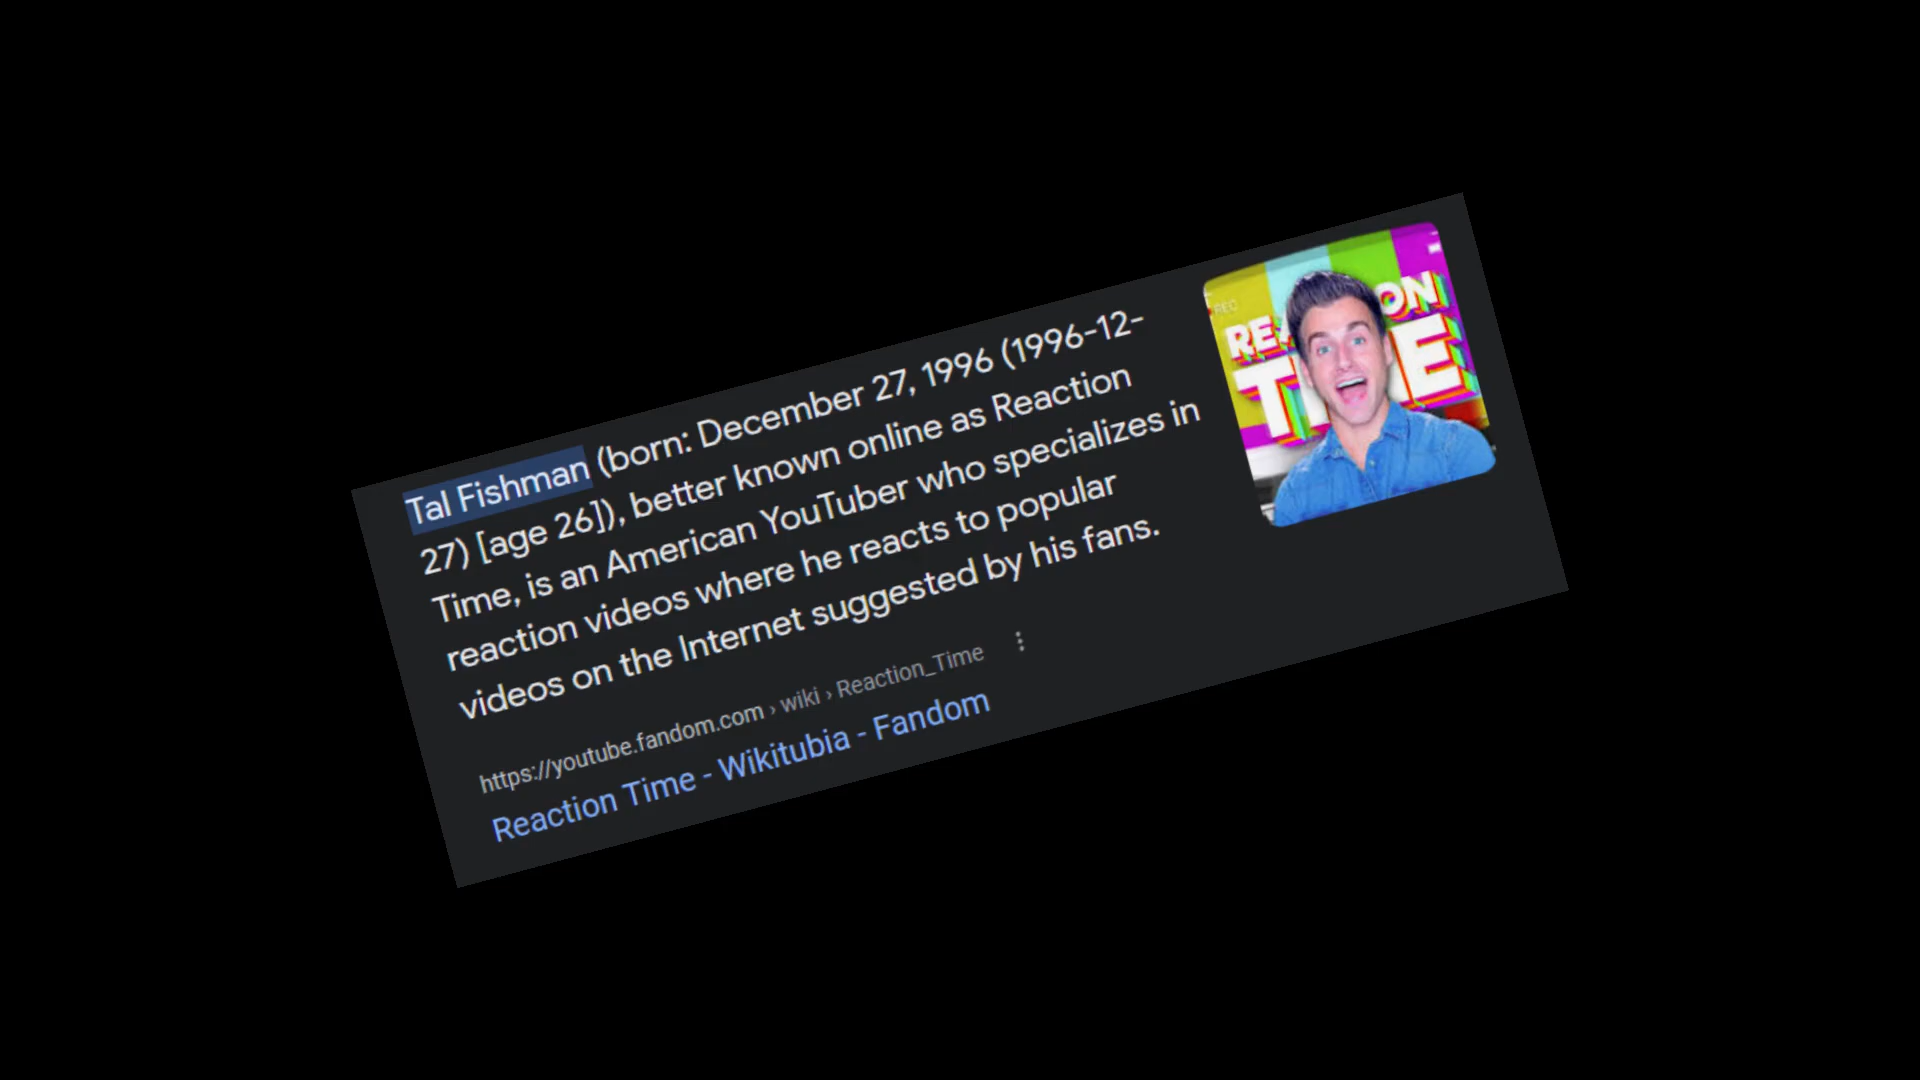 Tal Fishman (born: December 27, 1996 (1996-12-
27) [age 26]), better known online as Reaction
Time, is an American YouTuber who specializes in
reaction videos where he reacts to popular
videos on the Internet suggested by his fans.
https://youtube.fandom.com › wiki › Reaction_Time
Reaction Time - Wikitubia - Fandom
REC